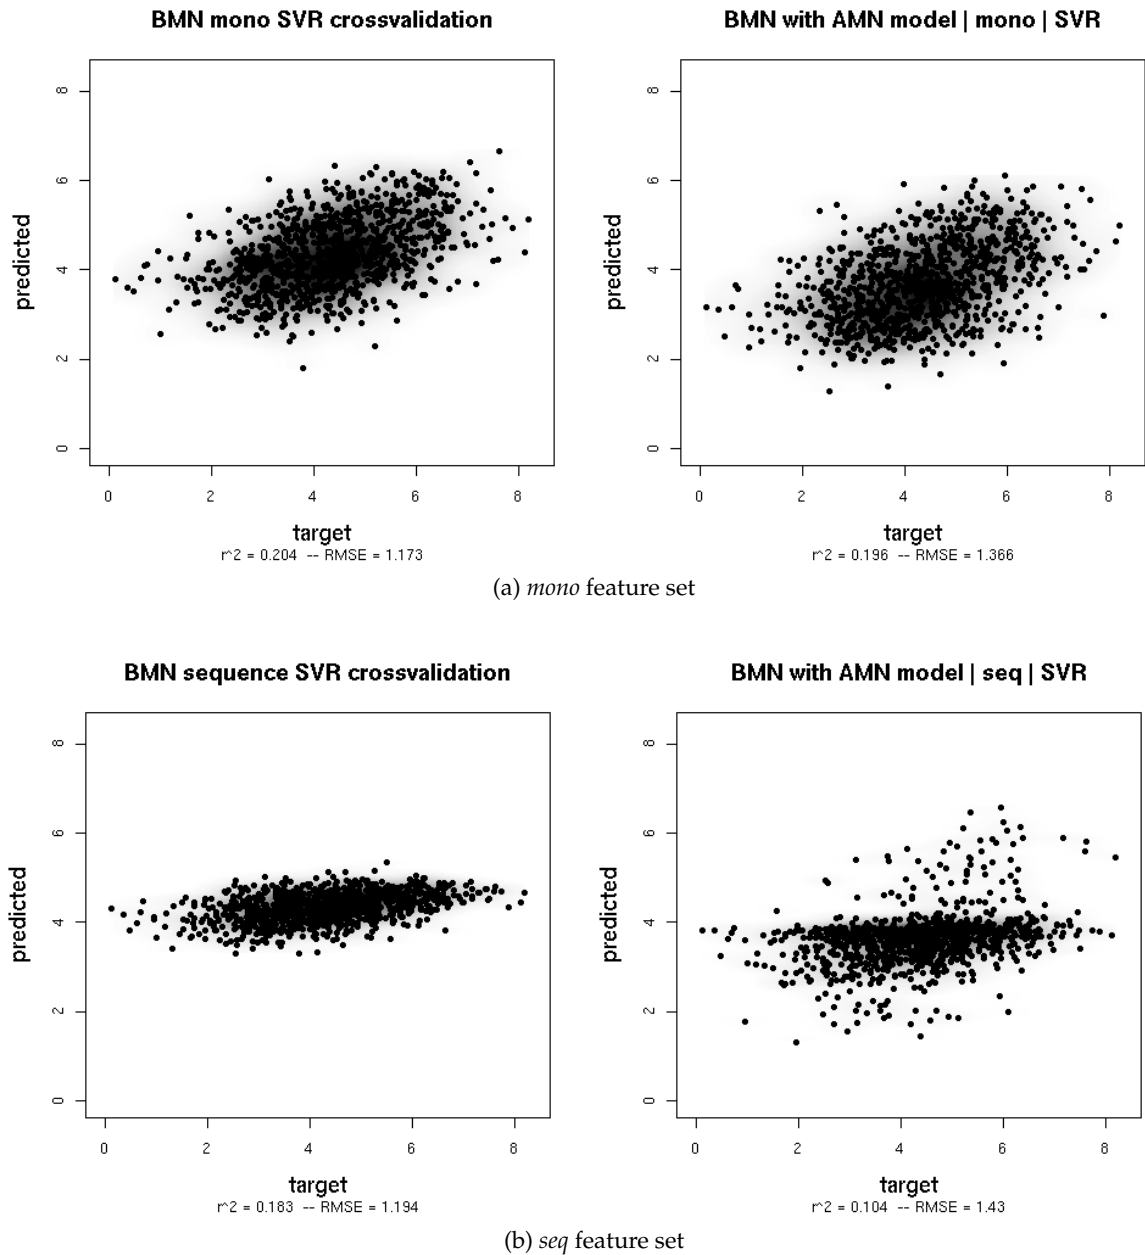 BMN mono SVR crossvalidation
predicted
8
6
4
2
0
0 2 4 6 8
target
r^2 = 0.204 -- RMSE = 1.173
BMN with AMN model | mono | SVR
predicted
8
6
4
2
0
0 2 4 6 8
target
r^2 = 0.196 -- RMSE = 1.366
(a) mono feature set
BMN sequence SVR crossvalidation
predicted
8
6
4
2
0
0 2 4 6 8
target
r^2 = 0.183 -- RMSE = 1.194
BMN with AMN model | seq | SVR
predicted
8
6
4
2
0
0 2 4 6 8
target
r^2 = 0.104 -- RMSE = 1.43
(b) seq feature set